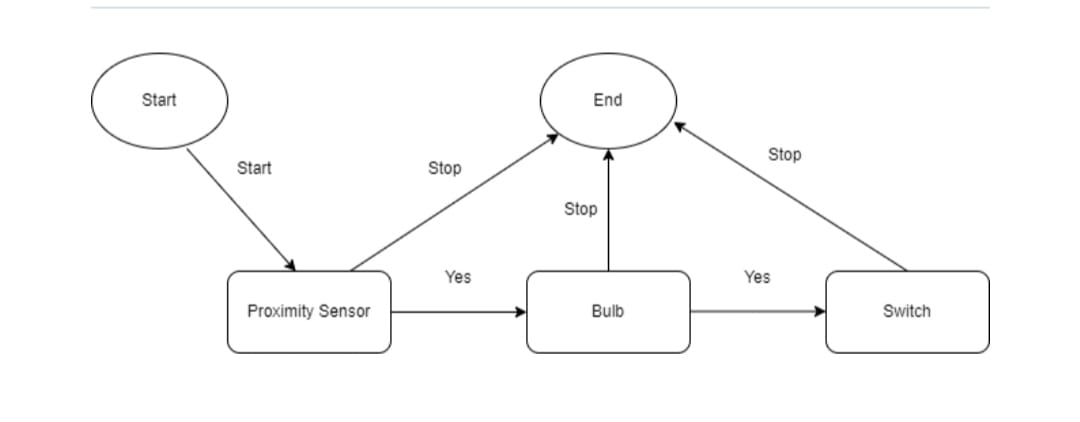 Start
End
Start
Stop
Stop
Stop
Yes
Yes
Proximity Sensor
Bulb
Switch